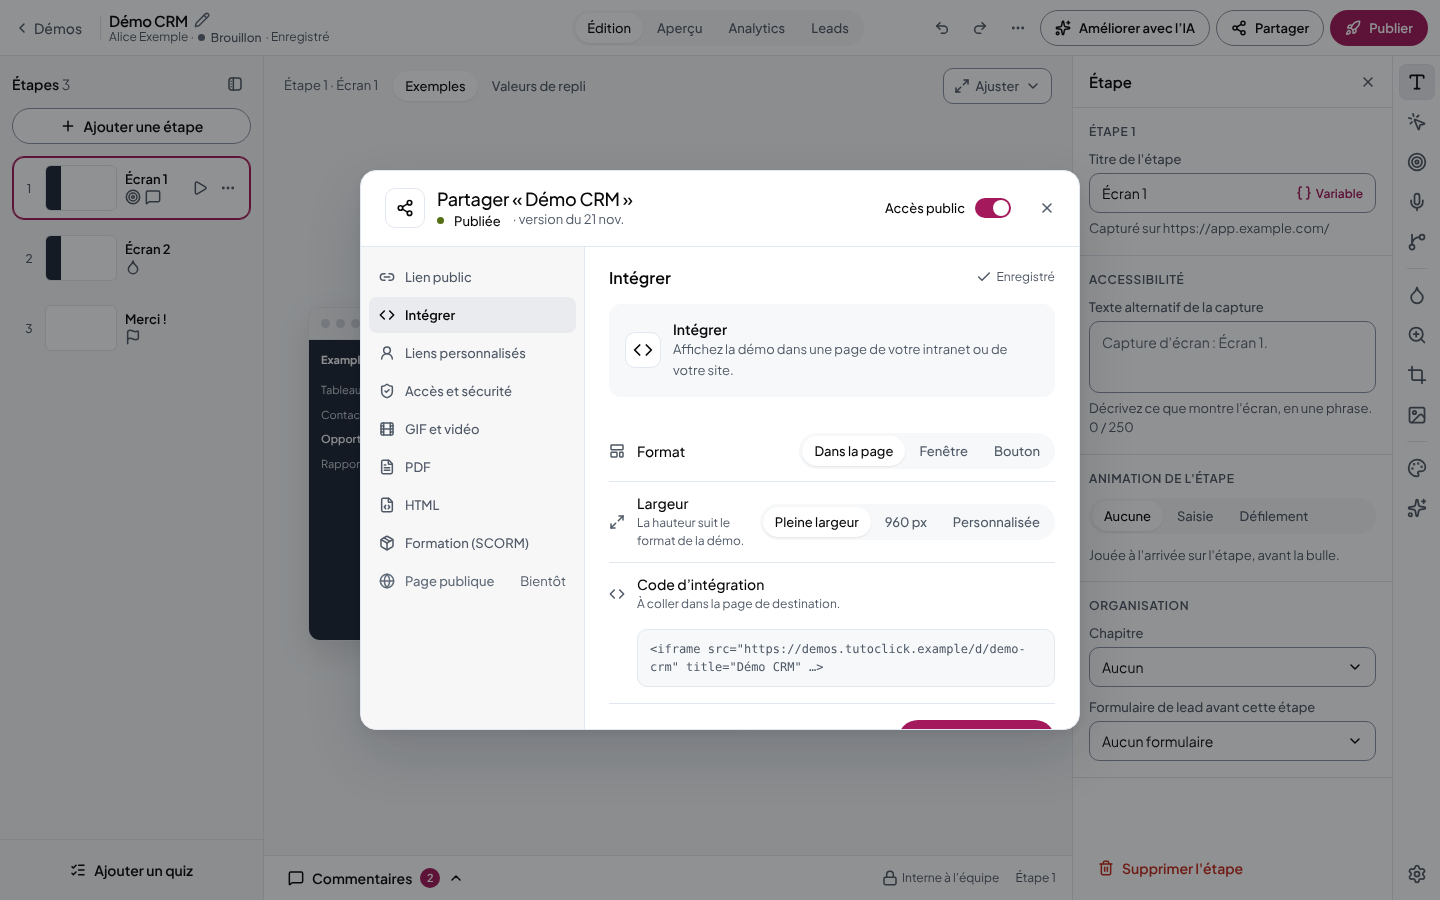 Démos
Démo CRM
Alice Exemple · Brouillon · Enregistré
Édition
Aperçu
Analytics
Leads
Améliorer avec l’IA
Partager
Publier
Étapes 3
Ajouter une étape
1
Écran 1
2
Écran 2
3
Merci !
Ajouter un quiz
Étape 1 · Écran 1
Exemples
Valeurs de repli
Ajuster
Tableau
Contac
Opport
Rappor
Partager « Démo CRM »
Publiée · version du 21 nov.
Accès public
Lien public
Intégrer
Liens personnalisés
Accès et sécurité
GIF et vidéo
PDF
HTML
Formation (SCORM)
Page publique
Bientôt
Intégrer
Enregistré
Intégrer
Affichez la démo dans une page de votre intranet ou de
votre site.
Format
Dans la page
Fenêtre
Bouton
Largeur
La hauteur suit le
format de la démo.
Pleine largeur
960 px
Personnalisée
Code d’intégration
À coller dans la page de destination.
<iframe src="https://demos.tutoclick.example/d/demo-
crm" title="Démo CRM" …>
Commentaires 2
Interne à l’équipe
Étape 1
Étape
ÉTAPE 1
Titre de l’étape
Écran 1
{ } Variable
Capturé sur https://app.example.com/
ACCESSIBILITÉ
Texte alternatif de la capture
Capture d’écran : Écran 1.
Décrivez ce que montre l’écran, en une phrase.
0 / 250
ANIMATION DE L’ÉTAPE
Aucune
Saisie
Défilement
Jouée à l’arrivée sur l’étape, avant la bulle.
ORGANISATION
Chapitre
Aucun
Formulaire de lead avant cette étape
Aucun formulaire
Supprimer l’étape